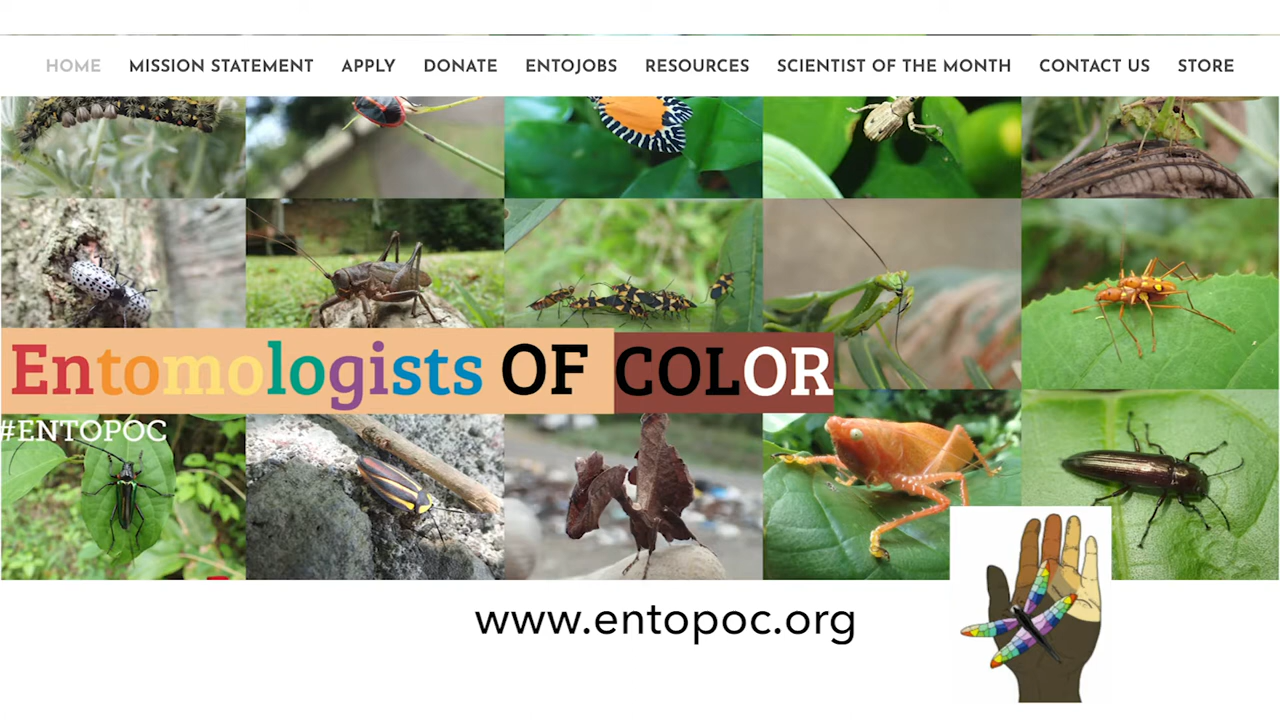 HOME MISSION STATEMENT APPLY DONATE ENTOJOBS RESOURCES SCIENTIST OF THE MONTH CONTACT US STORE
Entomologists OF COLOR
#ENTOPOC
www.entopoc.org